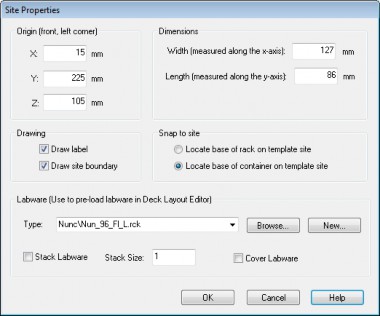 Site Properties
Origin (front, left corner)
X: 15 mm
Y: 225 mm
Z: 105 mm
Dimensions
Width (measured along the x-axis): 127 mm
Length (measured along the y-axis): 86 mm
Drawing
Draw label
Draw site boundary
Snap to site
Locate base of rack on template site
Locate base of container on template site
Labware (Use to pre-load labware in Deck Layout Editor)
Type: Nunc\Nun_96_Fl_L.rck Browse... New...
Stack Labware Stack Size: 1 Cover Labware
OK Cancel Help